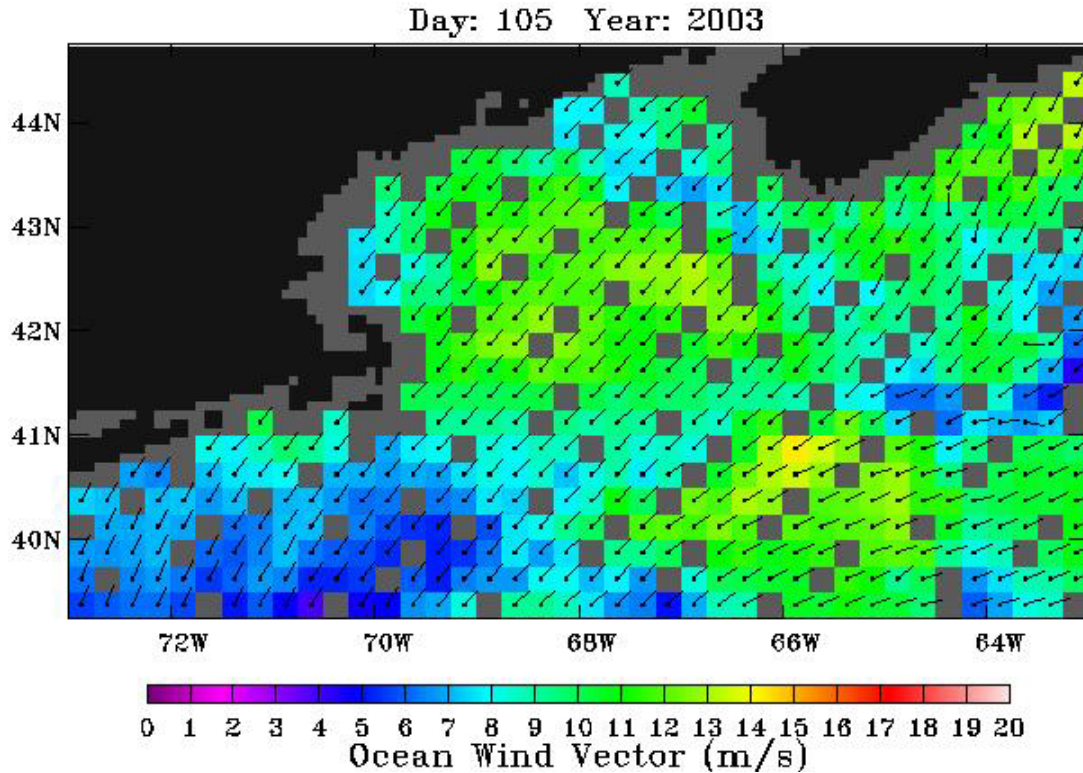 Day: 105 Year: 2003
44N
43N
42N
41N
40N
72W 70W 68W 66W 64W
0 1 2 3 4 5 6 7 8 9 10 11 12 13 14 15 16 17 18 19 20
Ocean Wind Vector (m/s)